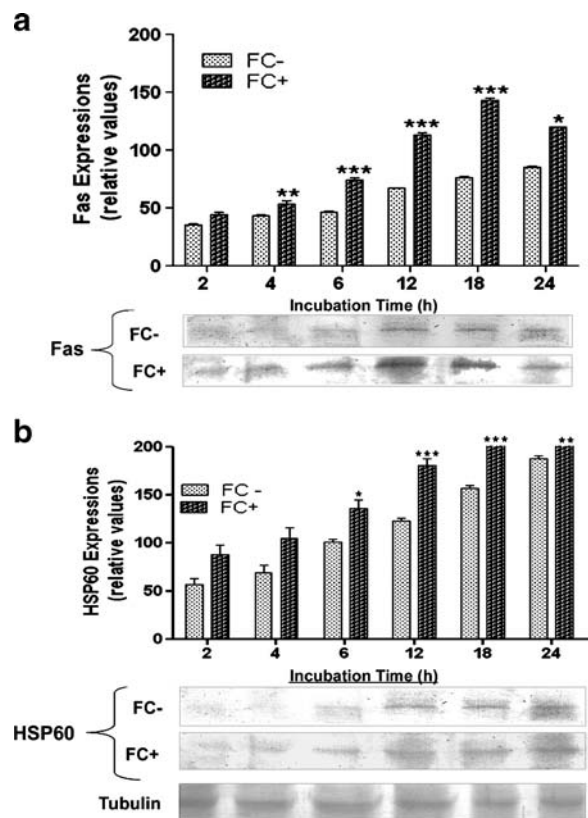 a
Fas Expressions
(relative values)
200
150
100
50
0
FC-
FC+
**
***
***
***
*
2 4 6 12 18 24
Incubation Time (h)
Fas
FC-
FC+
b
HSP60 Expressions
(relative values)
200
150
100
50
0
FC -
FC+
*
***
***
**
2 4 6 12 18 24
Incubation Time (h)
HSP60
FC-
FC+
Tubulin